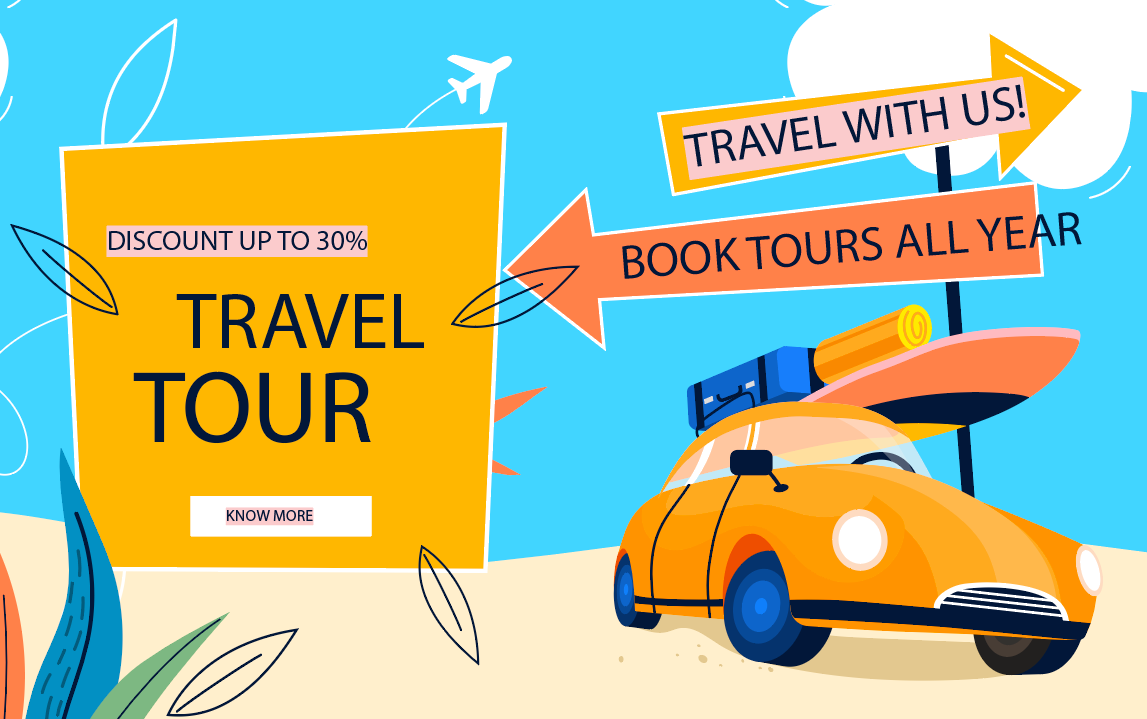 TRAVEL WITH US!
BOOK TOURS ALL YEAR
DISCOUNT UP TO 30%
TRAVEL
TOUR
KNOW MORE